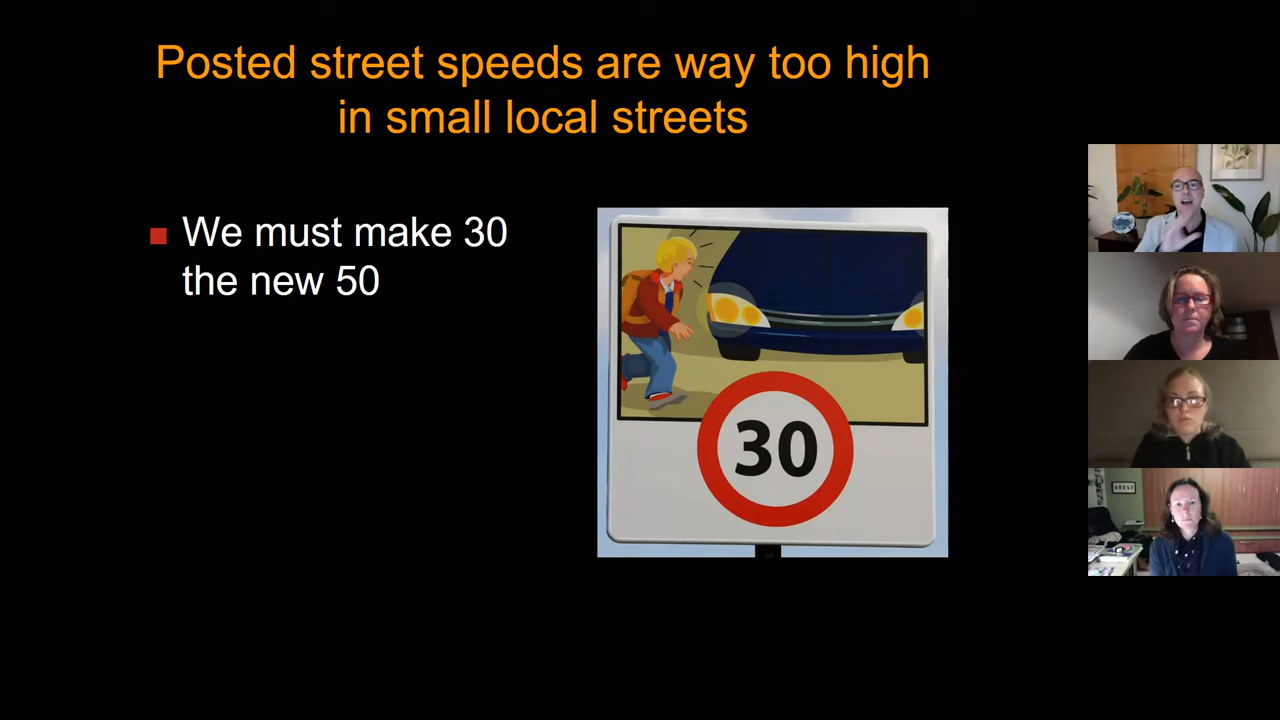 Posted street speeds are way too high
in small local streets
We must make 30
the new 50
30